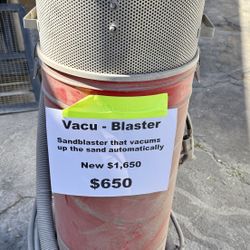 Vacu - Blaster
Sandblaster that vacums
up the sand automatically
New $1,650
$650